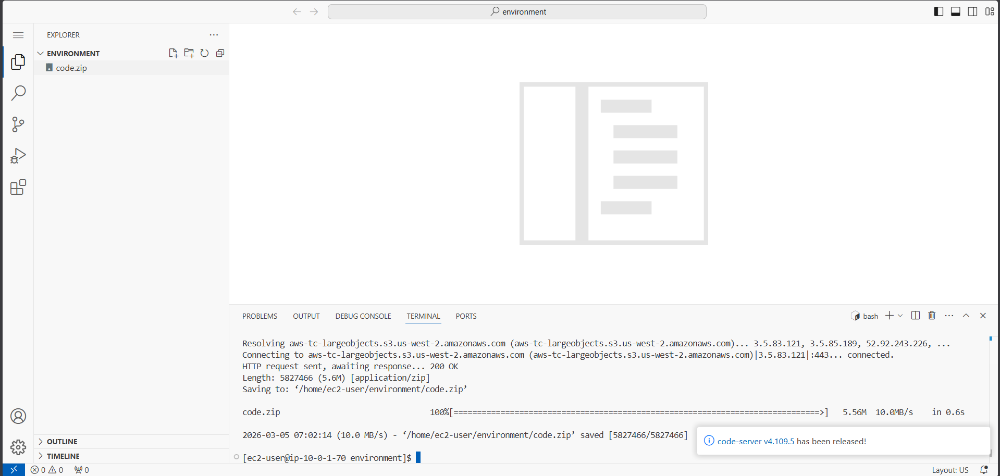 environment
EXPLORER
ENVIRONMENT
code.zip
OUTLINE
TIMELINE
PROBLEMS OUTPUT DEBUG CONSOLE TERMINAL PORTS
bash
Resolving aws-tc-largeobjects.s3.us-west-2.amazonaws.com (aws-tc-largeobjects.s3.us-west-2.amazonaws.com)... 3.5.83.121, 3.5.85.189, 52.92.243.226, ...
Connecting to aws-tc-largeobjects.s3.us-west-2.amazonaws.com (aws-tc-largeobjects.s3.us-west-2.amazonaws.com)|3.5.83.121|:443... connected.
HTTP request sent, awaiting response... 200 OK
Length: 5827466 (5.6M) [application/zip]
Saving to: ‘/home/ec2-user/environment/code.zip’
code.zip 100%[==============================================================================>] 5.56M 10.0MB/s in 0.6s
2026-03-05 07:02:14 (10.0 MB/s) - ‘/home/ec2-user/environment/code.zip’ saved [5827466/5827466]
[ec2-user@ip-10-0-1-70 environment]$
code-server v4.109.5 has been released!
0 0 0
Layout: US